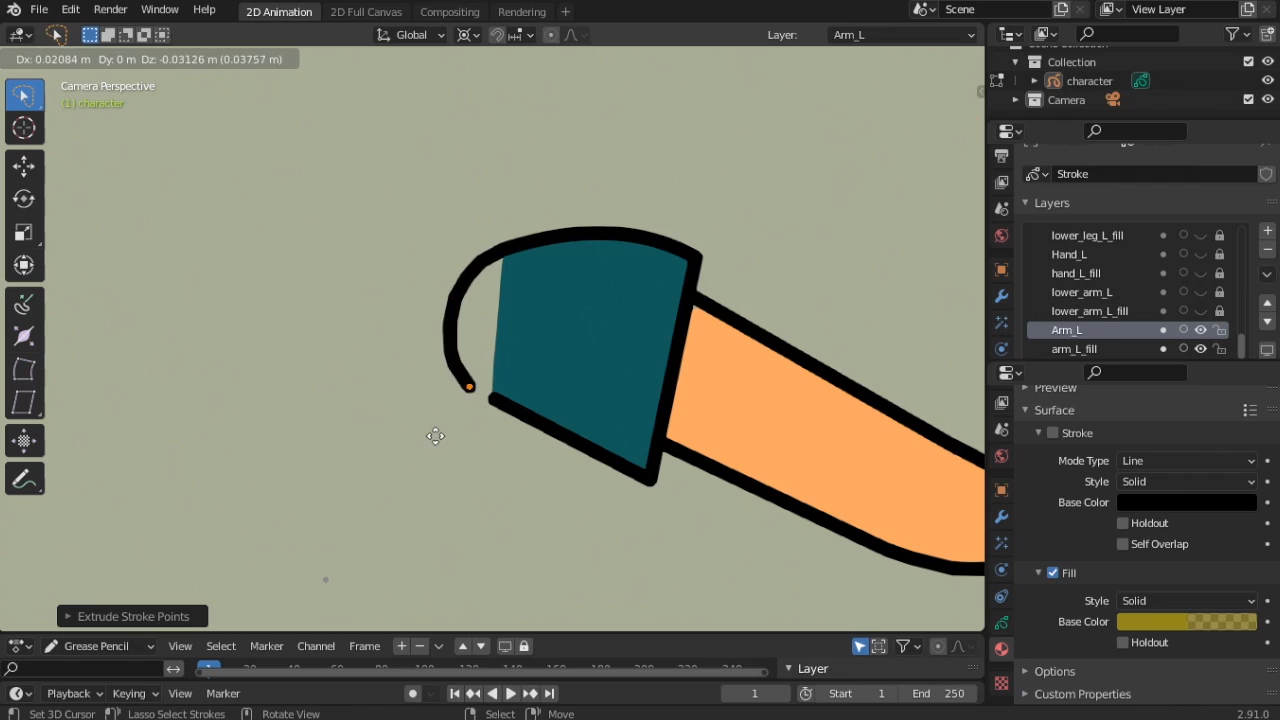 File Edit Render Window Help 2D Animation 2D Full Canvas Compositing Rendering + Scene View Layer
Global Layer: Arm_L
Dx: 0.02084 m Dy: 0 m Dz: -0.03126 m (0.03757 m)
Camera Perspective
(1) character
Collection
character
Camera
Stroke
Layers
lower_leg_L_fill
Hand_L
hand_L_fill
lower_arm_L
lower_arm_L_fill
Arm_L
arm_L_fill
Preview
Surface
Stroke
Mode Type Line
Style Solid
Base Color
Holdout
Self Overlap
Fill
Style Solid
Base Color
Holdout
Options
Custom Properties
Extrude Stroke Points
Grease Pencil View Select Marker Channel Frame
1
Layer
Playback Keying View Marker 1 Start 1 End 250
Set 3D Cursor Lasso Select Strokes Rotate View Select Move 2.91.0